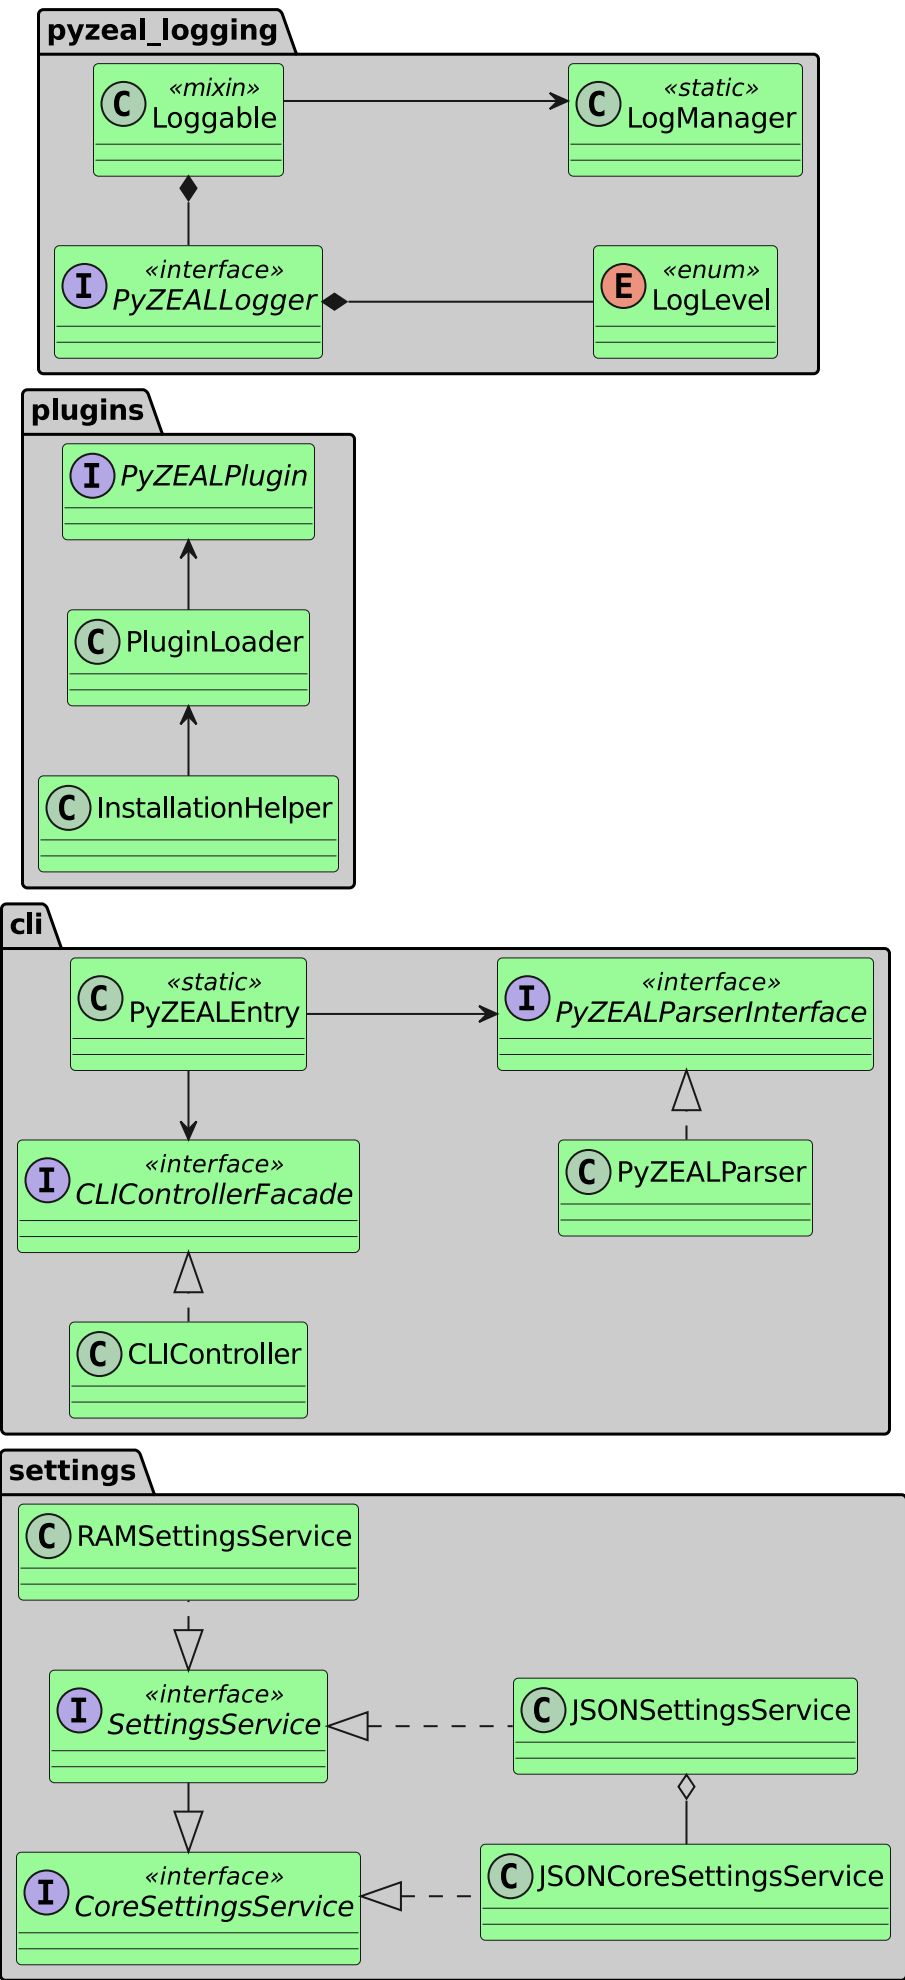 pyzeal_logging
C
«mixin»
Loggable
C
«static»
LogManager
I
«interface»
PyZEALLogger
E
«enum»
LogLevel
plugins
I
PyZEALPlugin
C
PluginLoader
C
InstallationHelper
cli
C
«static»
PyZEALEntry
I
«interface»
PyZEALParserInterface
I
«interface»
CLIControllerFacade
C
PyZEALParser
C
CLIController
settings
C
RAMSettingsService
I
«interface»
SettingsService
C
JSONSettingsService
I
«interface»
CoreSettingsService
C
JSONCoreSettingsService